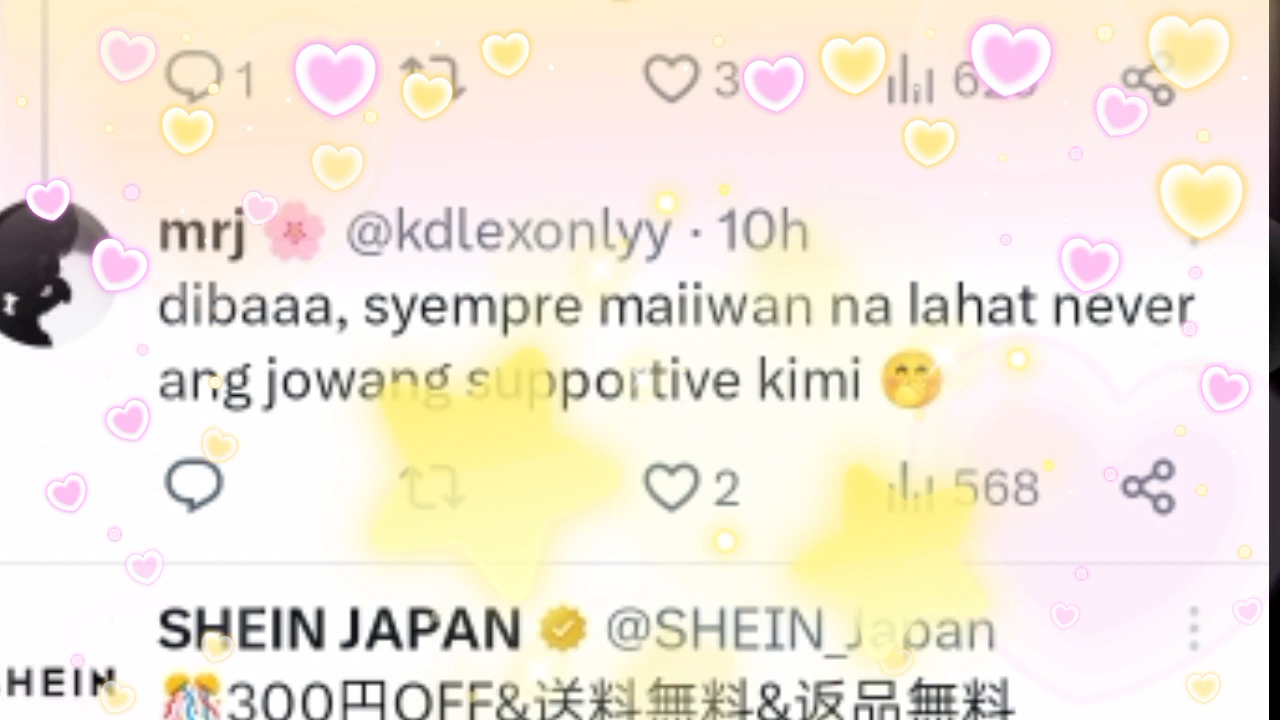 1 3
mrj 🌸 @kdlexonlyy · 10h
dibaaa, syempre maiiwan na lahat never
ang jowang supportive kimi 🤭
2 568
SHEIN JAPAN @SHEIN_Japan
SHEIN
🎊300円OFF&送料無料&返品無料